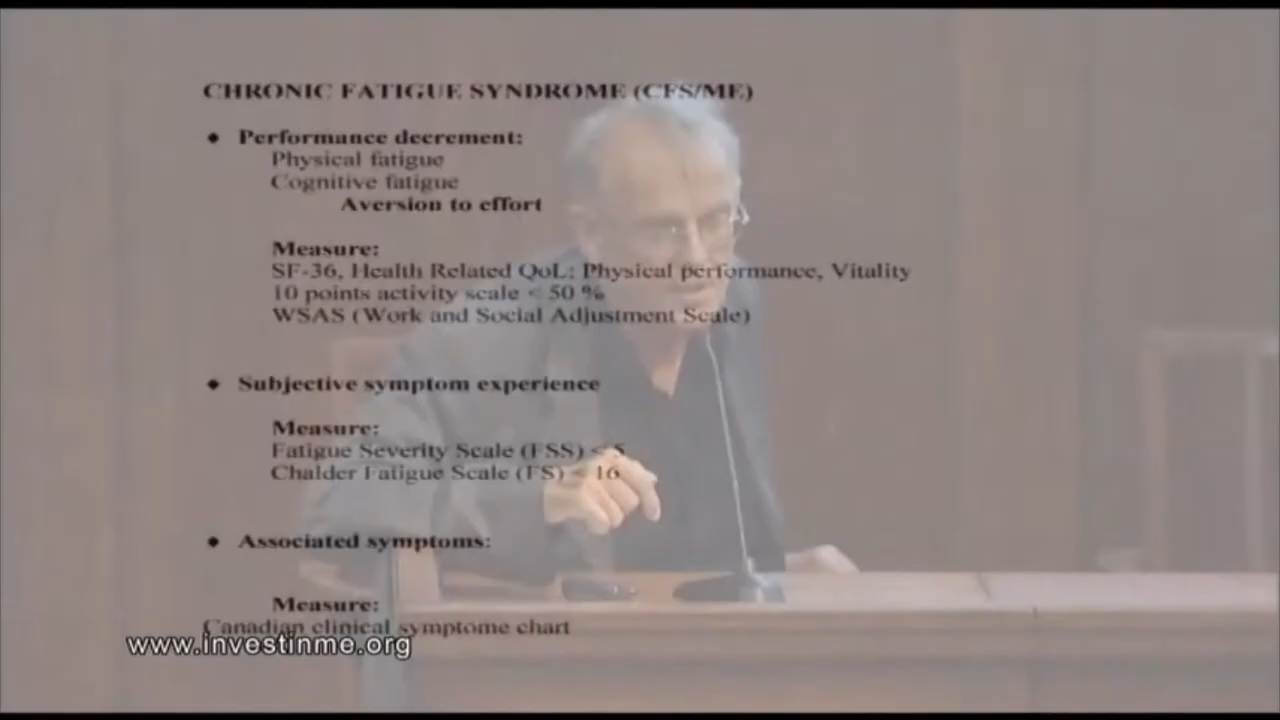 CHRONIC FATIGUE SYNDROME (CFS/ME)
• Performance decrement:
Physical fatigue
Cognitive fatigue
Aversion to effort
Measure:
SF-36, Health Related QoL: Physical performance, Vitality
10 points activity scale < 50 %
WSAS (Work and Social Adjustment Scale)
• Subjective symptom experience
Measure:
Fatigue Severity Scale (FSS) < 5
Chalder Fatigue Scale (FS) < 16
• Associated symptoms:
Measure:
Canadian clinical symptome chart
www.investinme.org